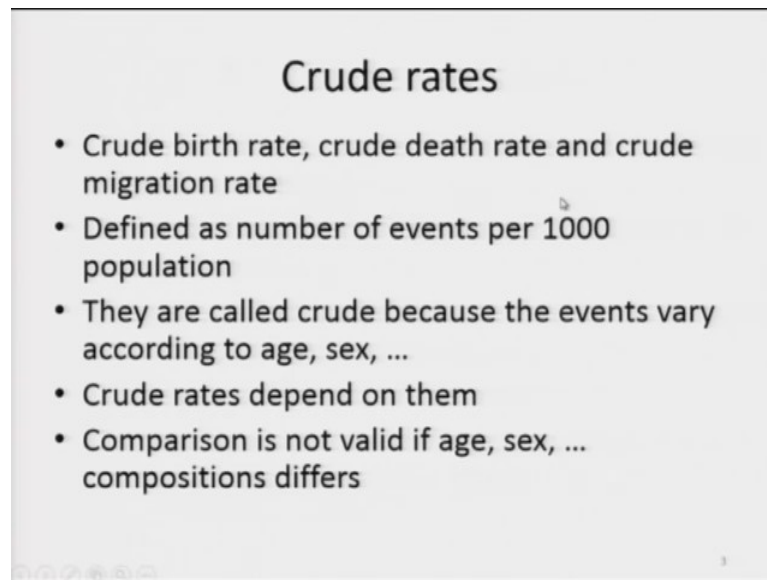 Crude rates
• Crude birth rate, crude death rate and crude
migration rate
• Defined as number of events per 1000
population
• They are called crude because the events vary
according to age, sex, ...
• Crude rates depend on them
• Comparison is not valid if age, sex, ...
compositions differs
3